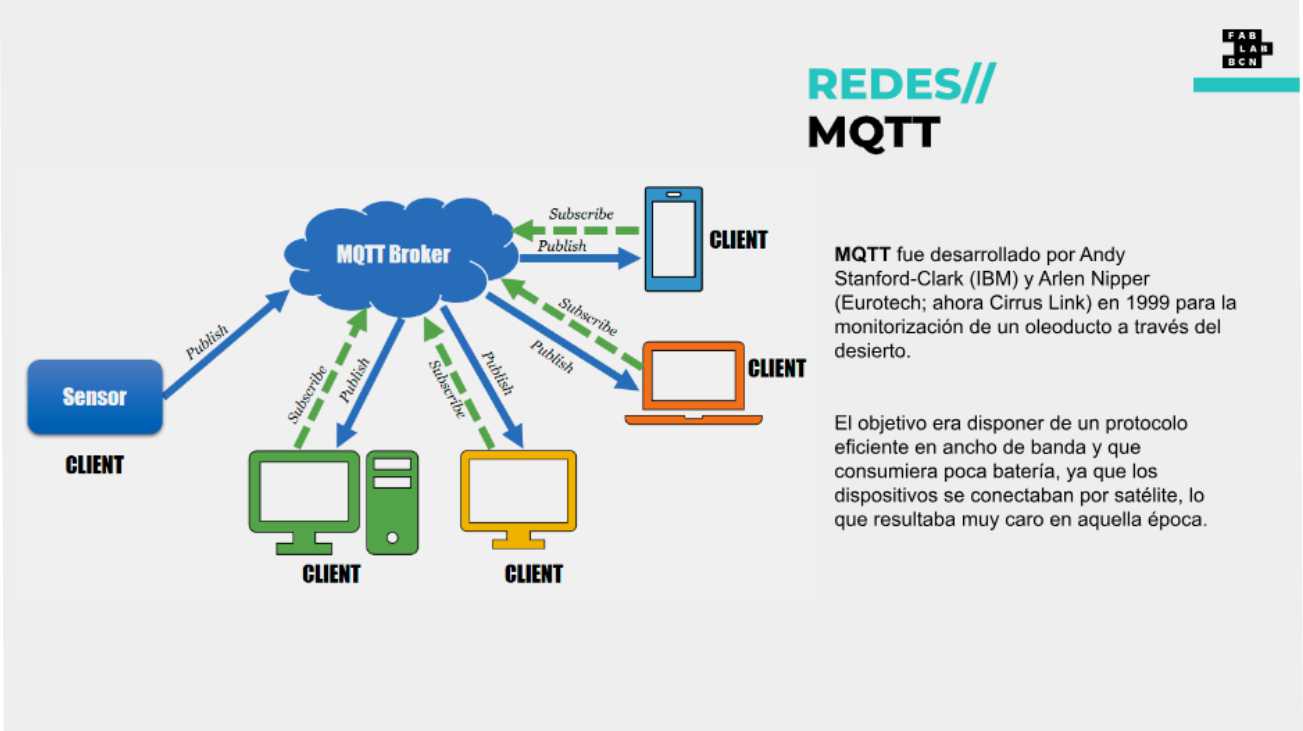 FAB
LAB
BCN
REDES//
MQTT
MQTT Broker
Subscribe
Publish
CLIENT
Subscribe
Publish
CLIENT
Publish
Sensor
CLIENT
Subscribe
Publish
CLIENT
Subscribe
Publish
CLIENT
MQTT fue desarrollado por Andy
Stanford-Clark (IBM) y Arlen Nipper
(Eurotech; ahora Cirrus Link) en 1999 para la
monitorización de un oleoducto a través del
desierto.
El objetivo era disponer de un protocolo
eficiente en ancho de banda y que
consumiera poca batería, ya que los
dispositivos se conectaban por satélite, lo
que resultaba muy caro en aquella época.